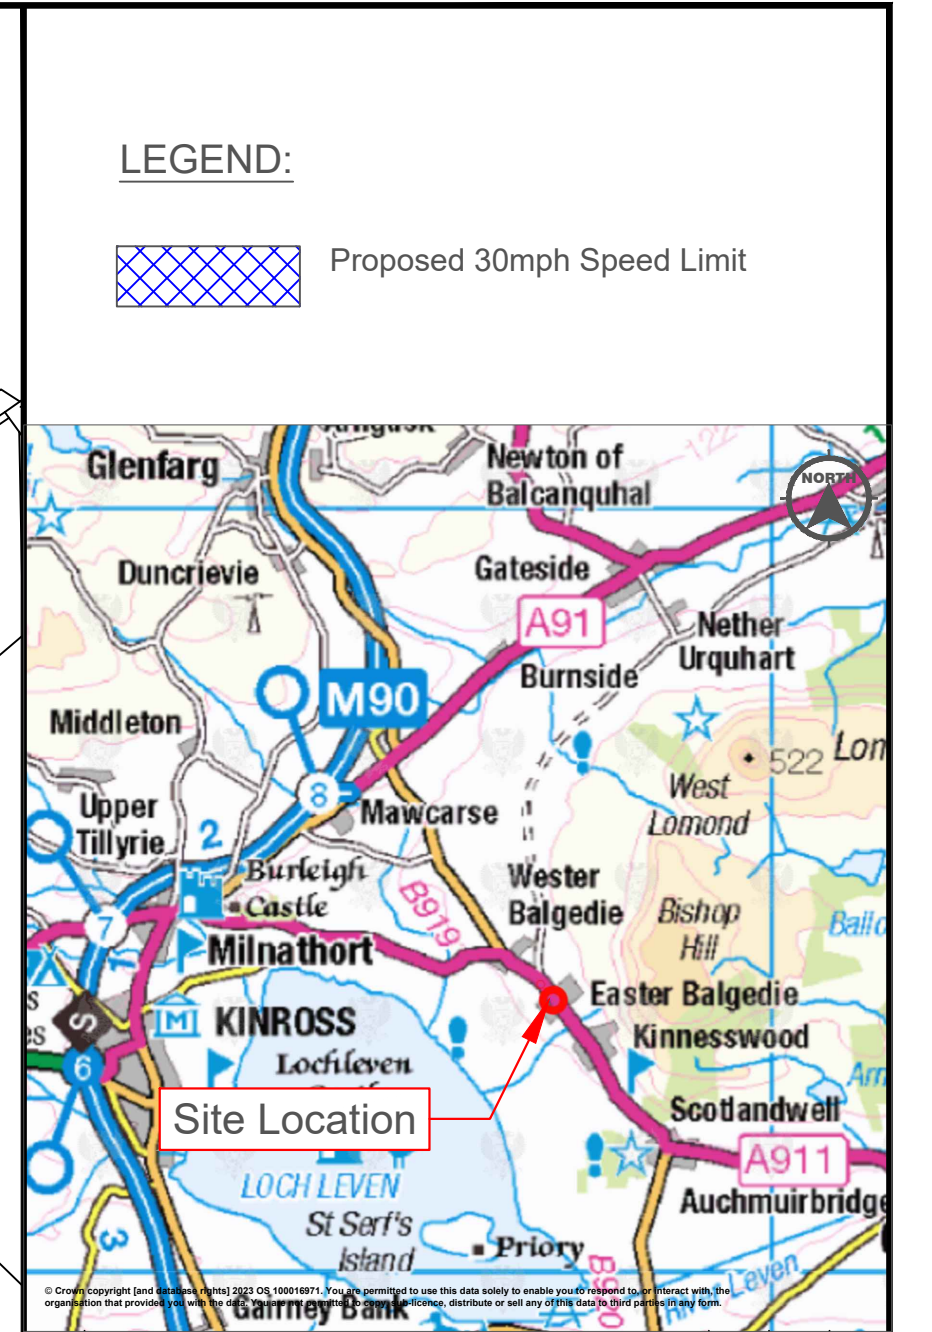 LEGEND:
Proposed 30mph Speed Limit
Glenfarg
Newton of
Balcanquhal
NORTH
Duncrievie
Gateside
A91
Nether
Urquhart
Burnside
M90
Middleton
522
8
West
Lomond
Upper
Tillyrie
Mawcarse
2
Burleigh
Castle
B919
Wester
Balgedie
Bishop
Hill
7
Milnathort
Easter Balgedie
S
M
KINROSS
Kinnesswood
Lochleven
6
Site Location
Scotlandwell
A911
LOCH LEVEN
Auchmuirbridge
St Serf's
Island
Priory
3
River Leven
© Crown copyright [and database rights] 2023 OS 100016971. You are permitted to use this data solely to enable you to respond to, or interact with, the
organisation that provided you with the data. You are not permitted to copy, sub-licence, distribute or sell any of this data to third parties in any form.
Gairney Bank